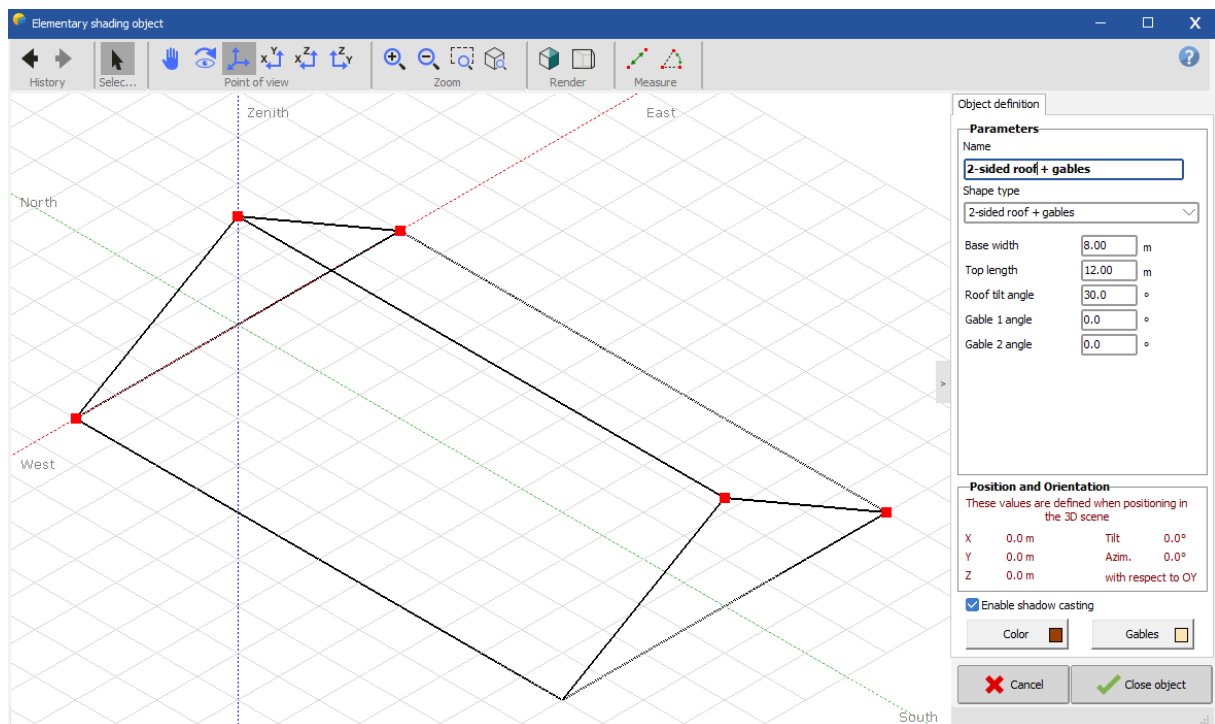 Elementary shading object
History
Selec...
Point of view
Zoom
Render
Measure
Zenith
East
North
West
South
Object definition
Parameters
Name
2-sided roof + gables
Shape type
2-sided roof + gables
Base width 8.00 m
Top length 12.00 m
Roof tilt angle 30.0 °
Gable 1 angle 0.0 °
Gable 2 angle 0.0 °
Position and Orientation
These values are defined when positioning in
the 3D scene
X 0.0 m Tilt 0.0°
Y 0.0 m Azim. 0.0°
Z 0.0 m with respect to OY
Enable shadow casting
Color Gables
Cancel Close object